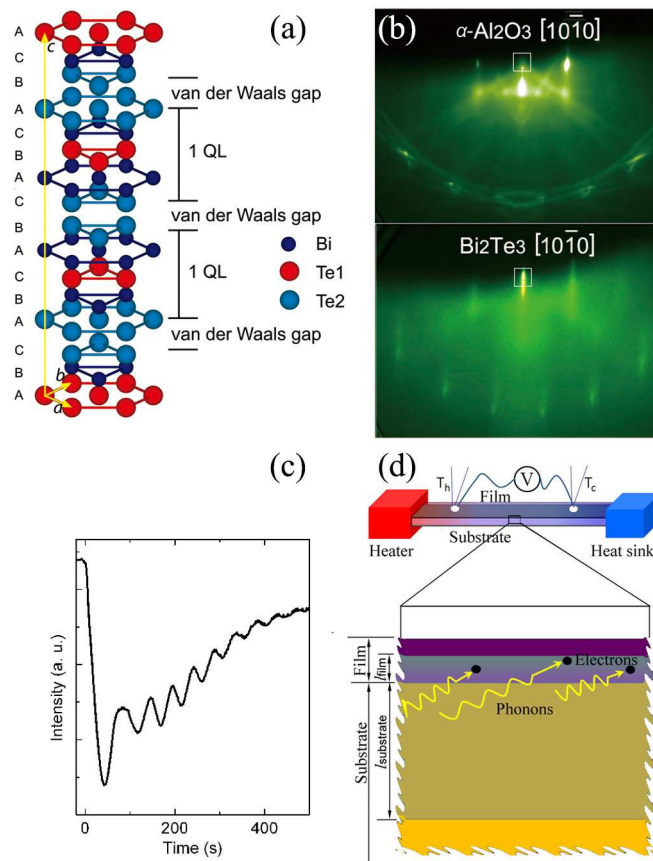 (a)
A
c
C
B
A
C
B
A
C
B
A
C
B
A
C
B
b
A
a
van der Waals gap
1 QL
van der Waals gap
1 QL
van der Waals gap
Bi
Te1
Te2
(b)
α-Al2O3 [101̄0]
Bi2Te3 [101̄0]
(c)
Intensity (a. u.)
0 200 400
Time (s)
(d)
Th
V
Tc
Film
Heater
Substrate
Heat sink
Film
lfilm
Electrons
Phonons
Substrate
lsubstrate